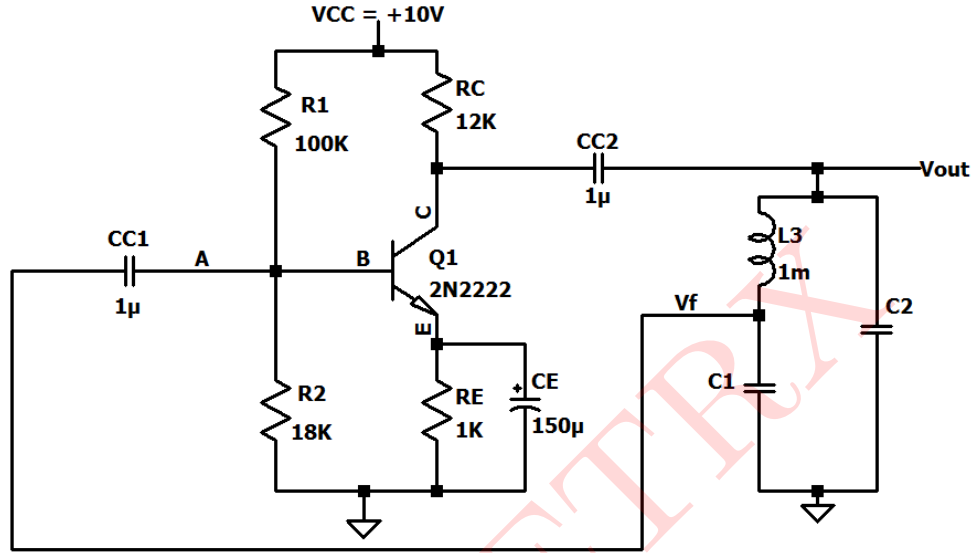 VCC = +10V
R1
100K
RC
12K
CC2
1µ
Vout
C
CC1
1µ
A
B
Q1
2N2222
L3
1m
Vf
C2
E
C1
R2
18K
RE
1K
CE
+
150µ
ETRX